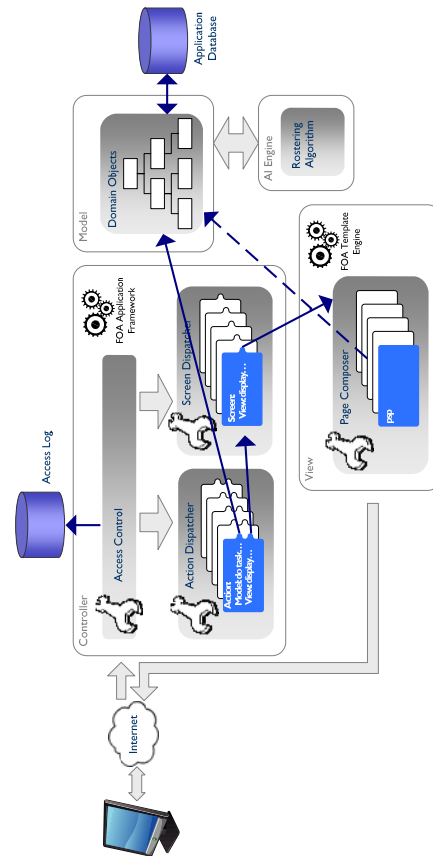 Access Log
Controller
Access Control
FOA Application
Framework
Action Dispatcher
Action:
Model:do task...
View:display...
Screen Dispatcher
Screen:
View:display...
Model
Domain Objects
Application
Database
AI Engine
Rostering
Algorithm
View
Page Composer
psp
FOA Template
Engine
Internet